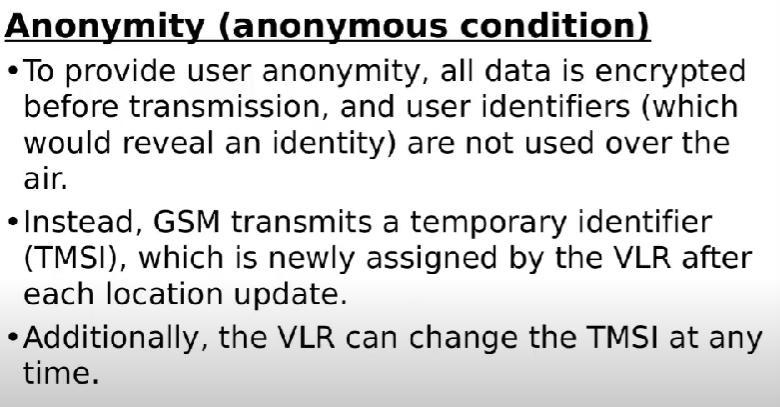 Anonymity (anonymous condition)
•To provide user anonymity, all data is encrypted
before transmission, and user identifiers (which
would reveal an identity) are not used over the
air.
•Instead, GSM transmits a temporary identifier
(TMSI), which is newly assigned by the VLR after
each location update.
•Additionally, the VLR can change the TMSI at any
time.